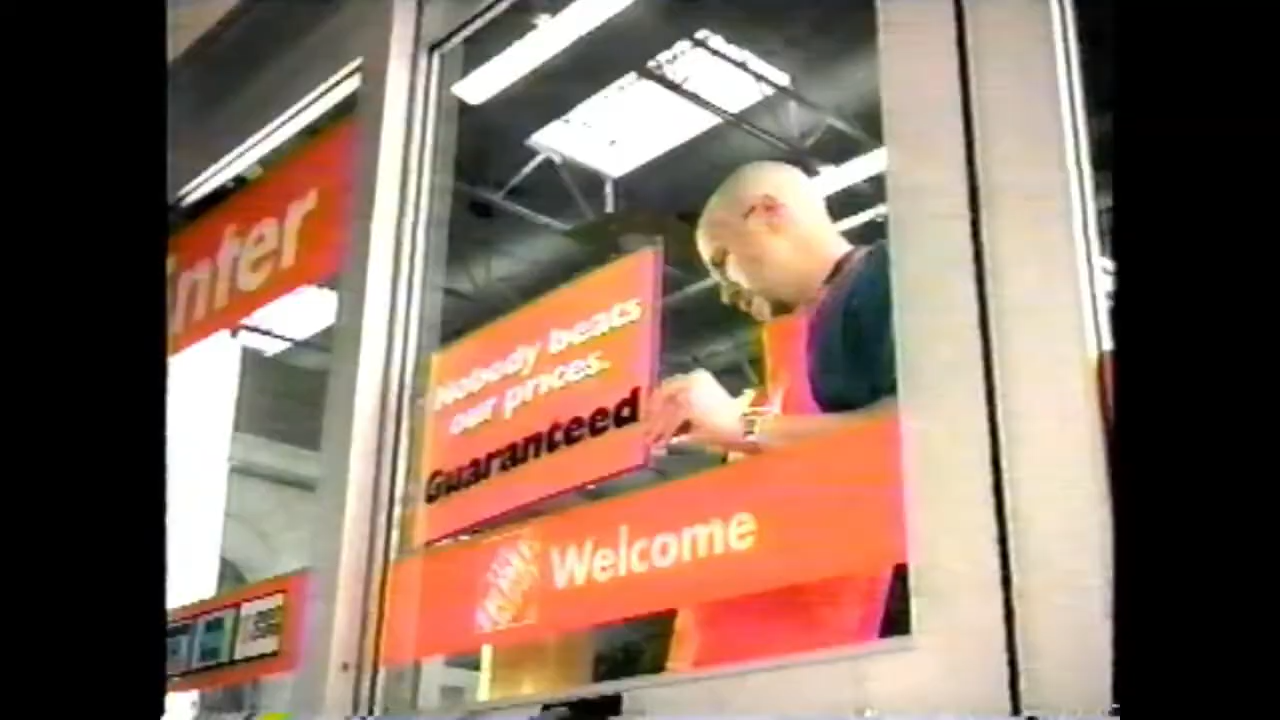 Enter
Nobody beats
our prices.
Guaranteed
Welcome